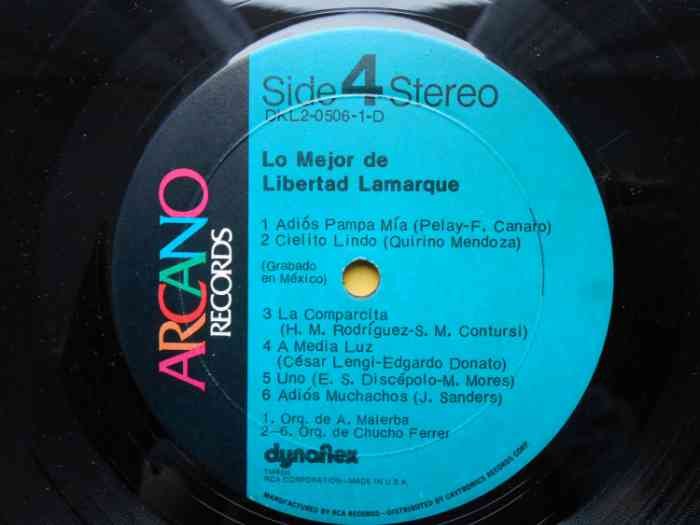 Side 4 Stereo
DKL2-0506-1-D
Lo Mejor de
Libertad Lamarque
1 Adiós Pampa Mía (Pelay-F. Canaro)
2 Cielito Lindo (Quirino Mendoza)
(Grabado
en México)
3 La Comparcita
(H. M. Rodríguez-S. M. Contursi)
4 A Media Luz
(César Lengi-Edgardo Donato)
5 Uno (E. S. Discépolo-M. Mores)
6 Adiós Muchachos (J. Sanders)
1. Orq. de A. Malerba
2—6. Orq. de Chucho Ferrer
dynaflex
RCA CORPORATION—MADE IN U.S.A.
MANUFACTURED BY RCA RECORDS—DISTRIBUTED BY CAYTRONICS RECORDS CORP.
ARCANO
RECORDS